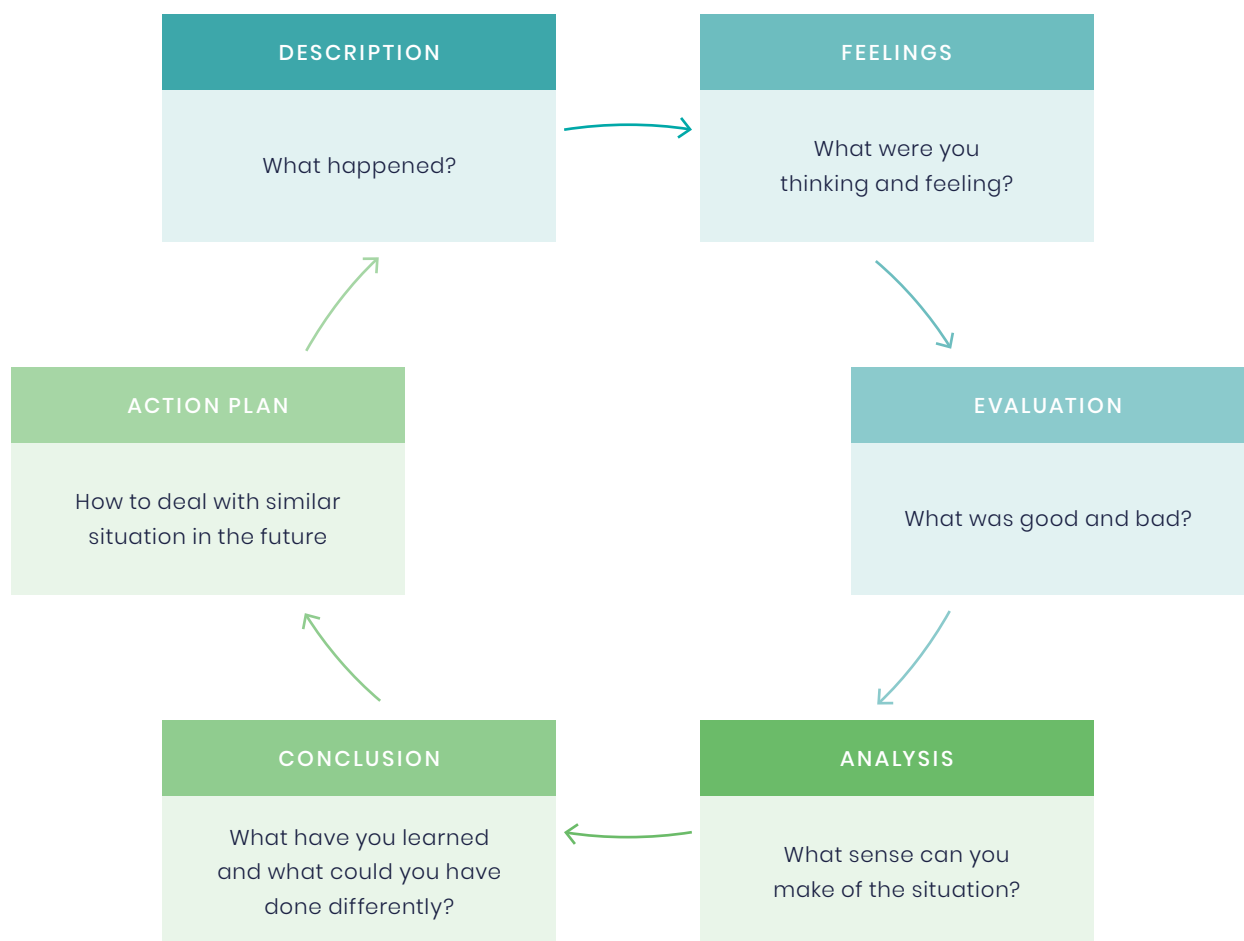 DESCRIPTION
What happened?
FEELINGS
What were you
thinking and feeling?
EVALUATION
What was good and bad?
ANALYSIS
What sense can you
make of the situation?
CONCLUSION
What have you learned
and what could you have
done differently?
ACTION PLAN
How to deal with similar
situation in the future